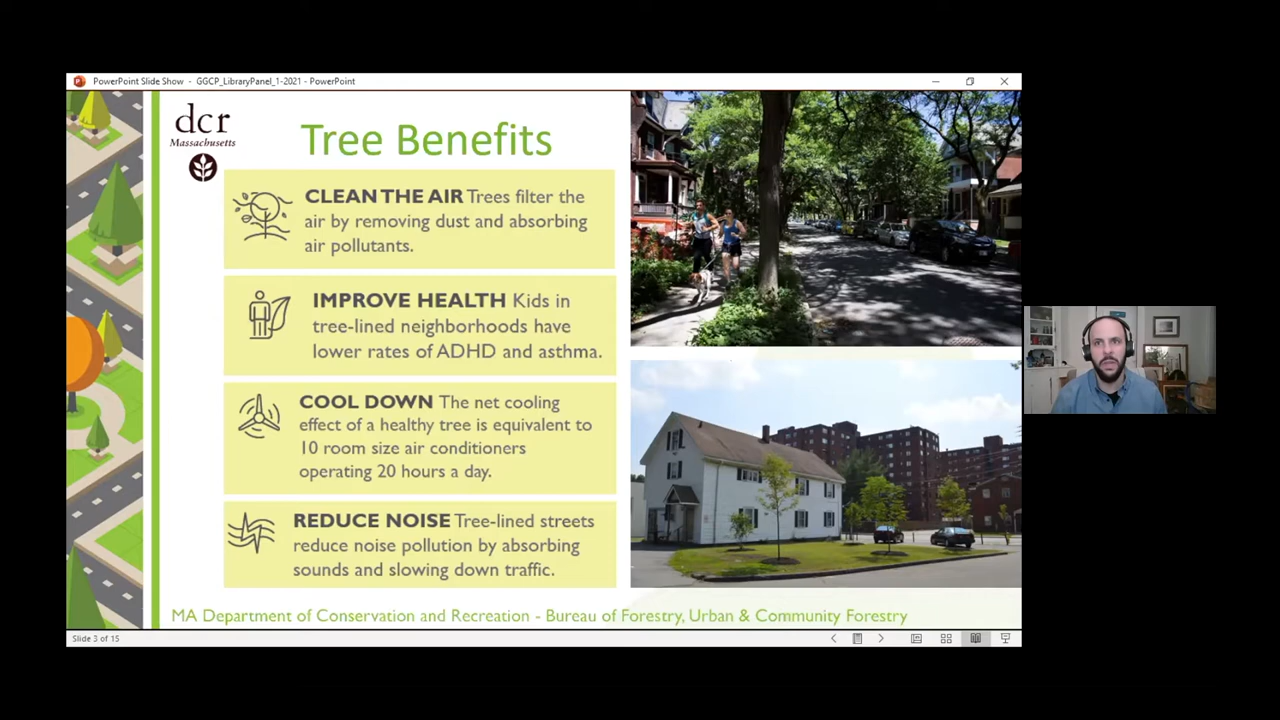 PowerPoint Slide Show - GGCP_LibraryPanel_1-2021 - PowerPoint
dcr
Massachusetts
Tree Benefits
CLEAN THE AIR Trees filter the
air by removing dust and absorbing
air pollutants.
IMPROVE HEALTH Kids in
tree-lined neighborhoods have
lower rates of ADHD and asthma.
COOL DOWN The net cooling
effect of a healthy tree is equivalent to
10 room size air conditioners
operating 20 hours a day.
REDUCE NOISE Tree-lined streets
reduce noise pollution by absorbing
sounds and slowing down traffic.
MA Department of Conservation and Recreation - Bureau of Forestry, Urban & Community Forestry
Slide 3 of 15